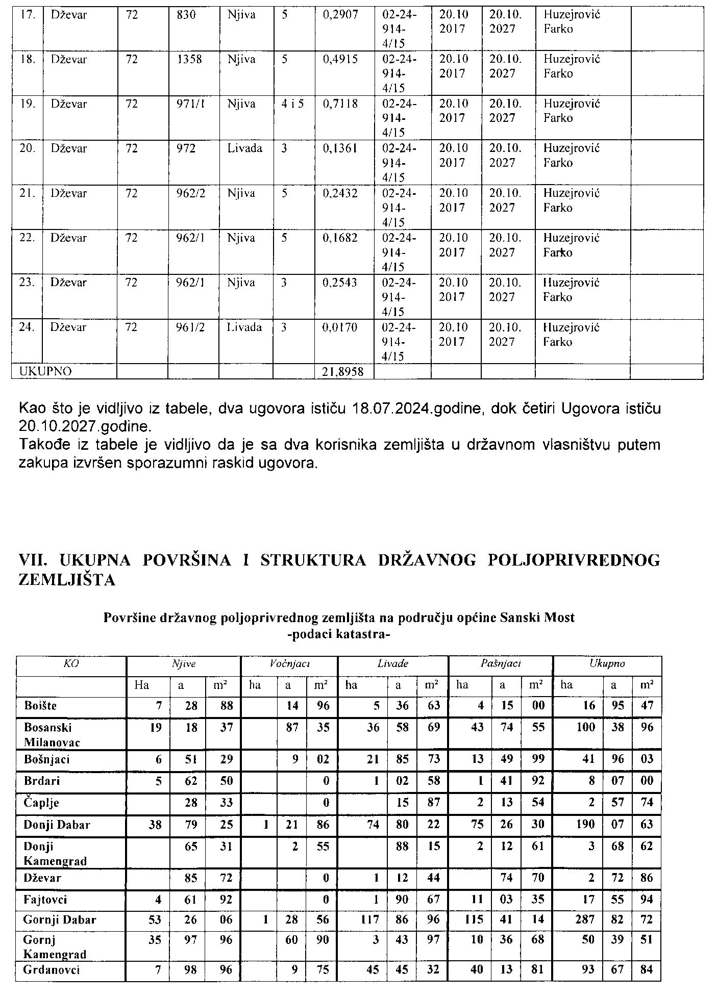 17. Dževar 72 830 Njiva 5 0,2907 02-24- 20.10 20.10. Huzejrović
914- 2017 2027 Farko
4/15
18. Dževar 72 1358 Njiva 5 0,4915 02-24- 20.10 20.10. Huzejrović
914- 2017 2027 Farko
4/15
19. Dževar 72 971/1 Njiva 4 i 5 0,7118 02-24- 20.10 20.10. Huzejrović
914- 2017 2027 Farko
4/15
20. Dževar 72 972 Livada 3 0,1361 02-24- 20.10 20.10. Huzejrović
914- 2017 2027 Farko
4/15
21. Dževar 72 962/2 Njiva 5 0,2432 02-24- 20.10 20.10. Huzejrović
914- 2017 2027 Farko
4/15
22. Dževar 72 962/1 Njiva 5 0,1682 02-24- 20.10 20.10. Huzejrović
914- 2017 2027 Farko
4/15
23. Dževar 72 962/1 Njiva 3 0,2543 02-24- 20.10 20.10. Huzejrović
914- 2017 2027 Farko
4/15
24. Dževar 72 961/2 Livada 3 0,0170 02-24- 20.10 20.10. Huzejrović
914- 2017 2027 Farko
4/15
UKUPNO 21,8958
Kao što je vidljivo iz tabele, dva ugovora ističu 18.07.2024.godine, dok četiri Ugovora ističu
20.10.2027.godine.
Takođe iz tabele je vidljivo da je sa dva korisnika zemljišta u državnom vlasništvu putem
zakupa izvršen sporazumni raskid ugovora.
VII. UKUPNA POVRŠINA I STRUKTURA DRŽAVNOG POLJOPRIVREDNOG
ZEMLJIŠTA
Površine državnog poljoprivrednog zemljišta na području općine Sanski Most
-podaci katastra-
KO Njive Voćnjaci Livade Pašnjaci Ukupno
Ha a m² ha a m² ha a m² ha a m² ha a m²
Boište 7 28 88 14 96 5 36 63 4 15 00 16 95 47
Bosanski 19 18 37 87 35 36 58 69 43 74 55 100 38 96
Milanovac
Bošnjaci 6 51 29 9 02 21 85 73 13 49 99 41 96 03
Brdari 5 62 50 0 1 02 58 1 41 92 8 07 00
Čaplje 28 33 0 15 87 2 13 54 2 57 74
Donji Dabar 38 79 25 1 21 86 74 80 22 75 26 30 190 07 63
Donji 65 31 2 55 88 15 2 12 61 3 68 62
Kamengrad
Dževar 85 72 0 1 12 44 74 70 2 72 86
Fajtovci 4 61 92 0 1 90 67 11 03 35 17 55 94
Gornji Dabar 53 26 06 1 28 56 117 86 96 115 41 14 287 82 72
Gornj 35 97 96 60 90 3 43 97 10 36 68 50 39 51
Kamengrad
Grdanovci 7 98 96 9 75 45 45 32 40 13 81 93 67 84